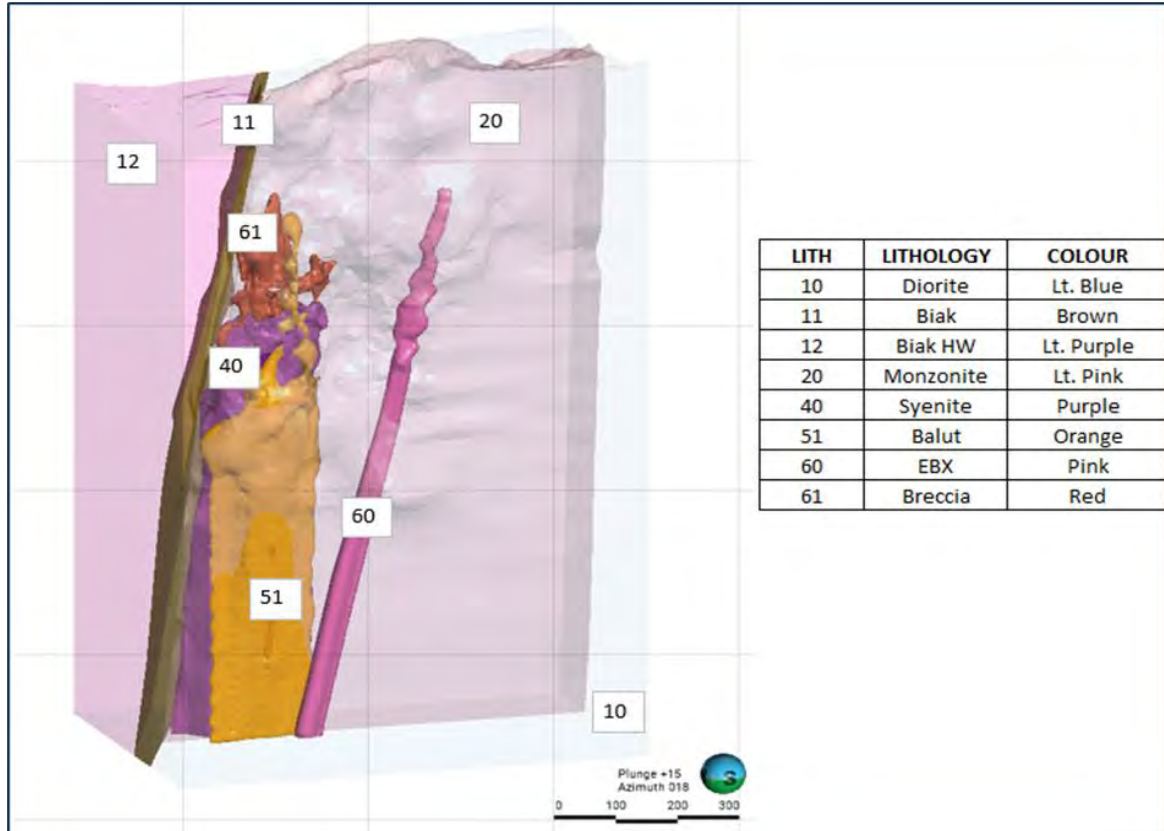 11
20
12
61
40
60
51
10
LITH LITHOLOGY COLOUR
10 Diorite Lt. Blue
11 Biak Brown
12 Biak HW Lt. Purple
20 Monzonite Lt. Pink
40 Syenite Purple
51 Balut Orange
60 EBX Pink
61 Breccia Red
Plunge +15
Azimuth 018
S
0 100 200 300